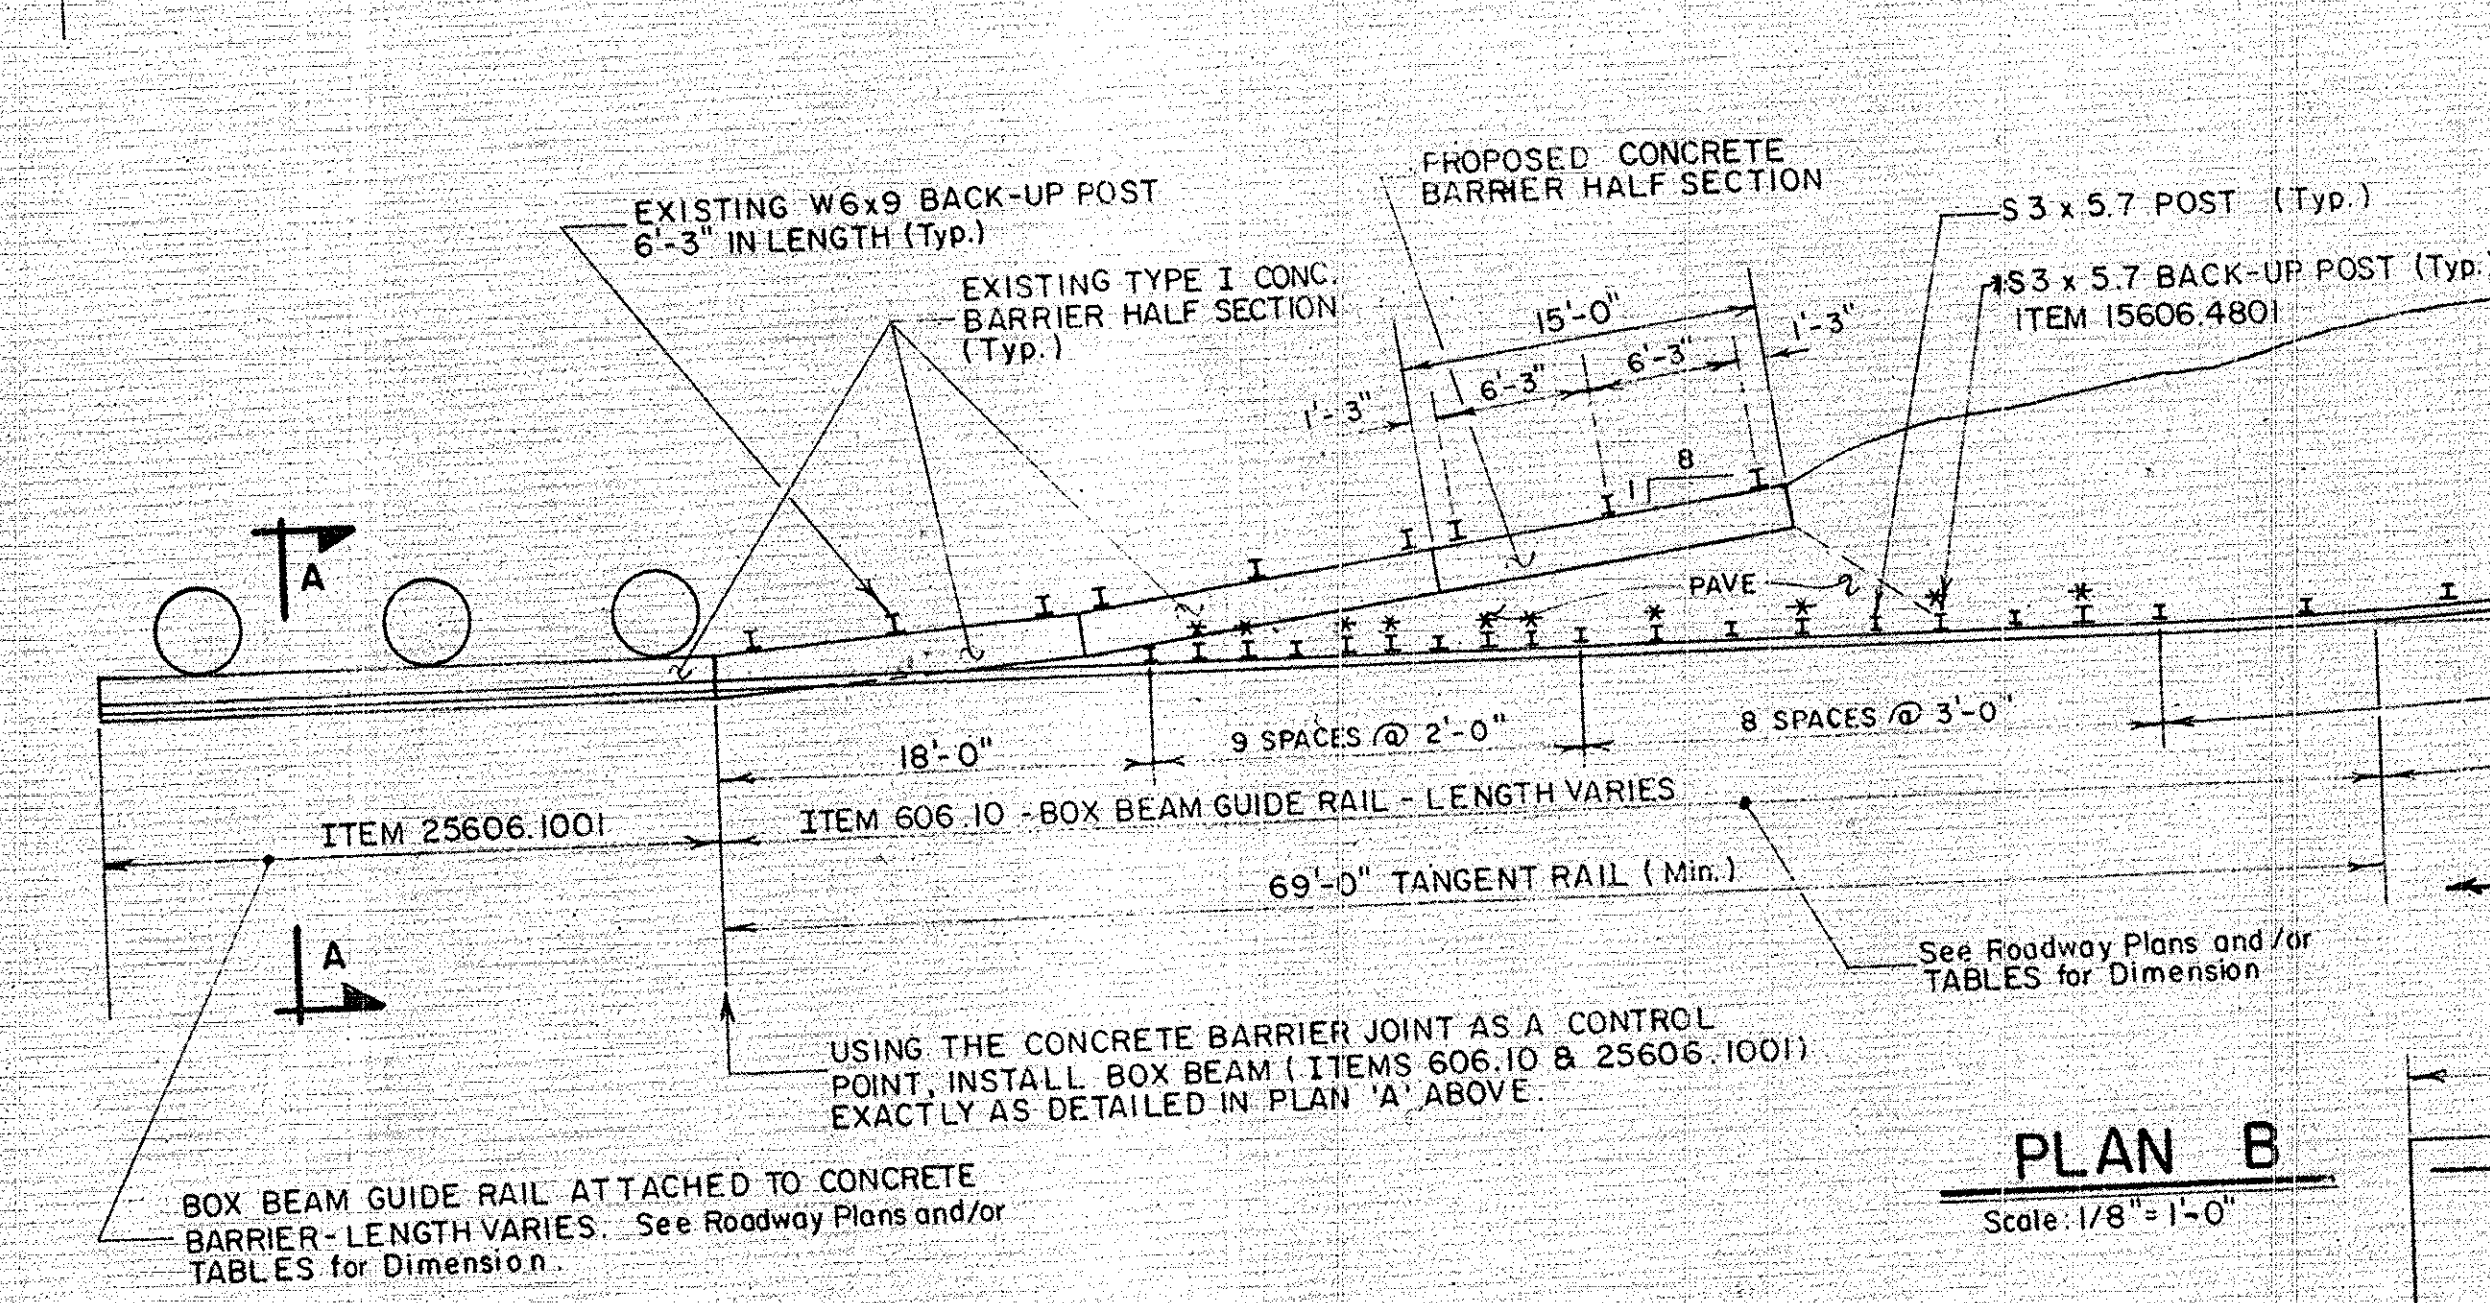 EXISTING W6x9 BACK-UP POST
6'-3" IN LENGTH (Typ.)
EXISTING TYPE I CONC.
BARRIER HALF SECTION
(Typ.)
PROPOSED CONCRETE
BARRIER HALF SECTION
S 3 x 5.7 POST (Typ.)
*S3 x 5.7 BACK-UP POST (Typ.
ITEM 15606.4801
15'-0"
1'-3"
6'-3"
6'-3"
1'-3"
8
1
A
PAVE
18'-0"
9 SPACES @ 2'-0"
8 SPACES @ 3'-0"
ITEM 25606.1001
ITEM 606.10 - BOX BEAM GUIDE RAIL - LENGTH VARIES
69'-0" TANGENT RAIL (Min.)
A
See Roadway Plans and/or
TABLES for Dimension
USING THE CONCRETE BARRIER JOINT AS A CONTROL
POINT, INSTALL BOX BEAM (ITEMS 606.10 & 25606.1001)
EXACTLY AS DETAILED IN PLAN 'A' ABOVE.
BOX BEAM GUIDE RAIL ATTACHED TO CONCRETE
BARRIER-LENGTH VARIES. See Roadway Plans and/or
TABLES for Dimension.
PLAN B
Scale: 1/8"=1'-0"